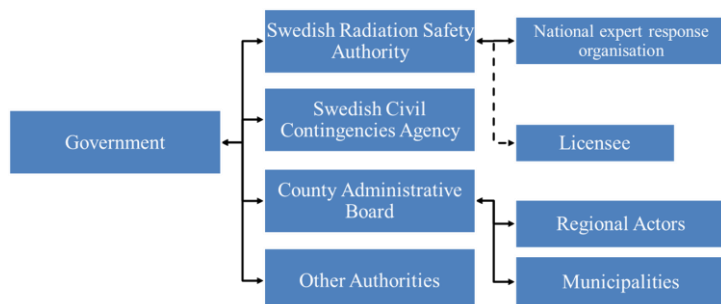 Swedish Radiation Safety
Authority
National expert response
organisation
Swedish Civil
Contingencies Agency
Government
Licensee
County Administrative
Board
Regional Actors
Other Authorities
Municipalities